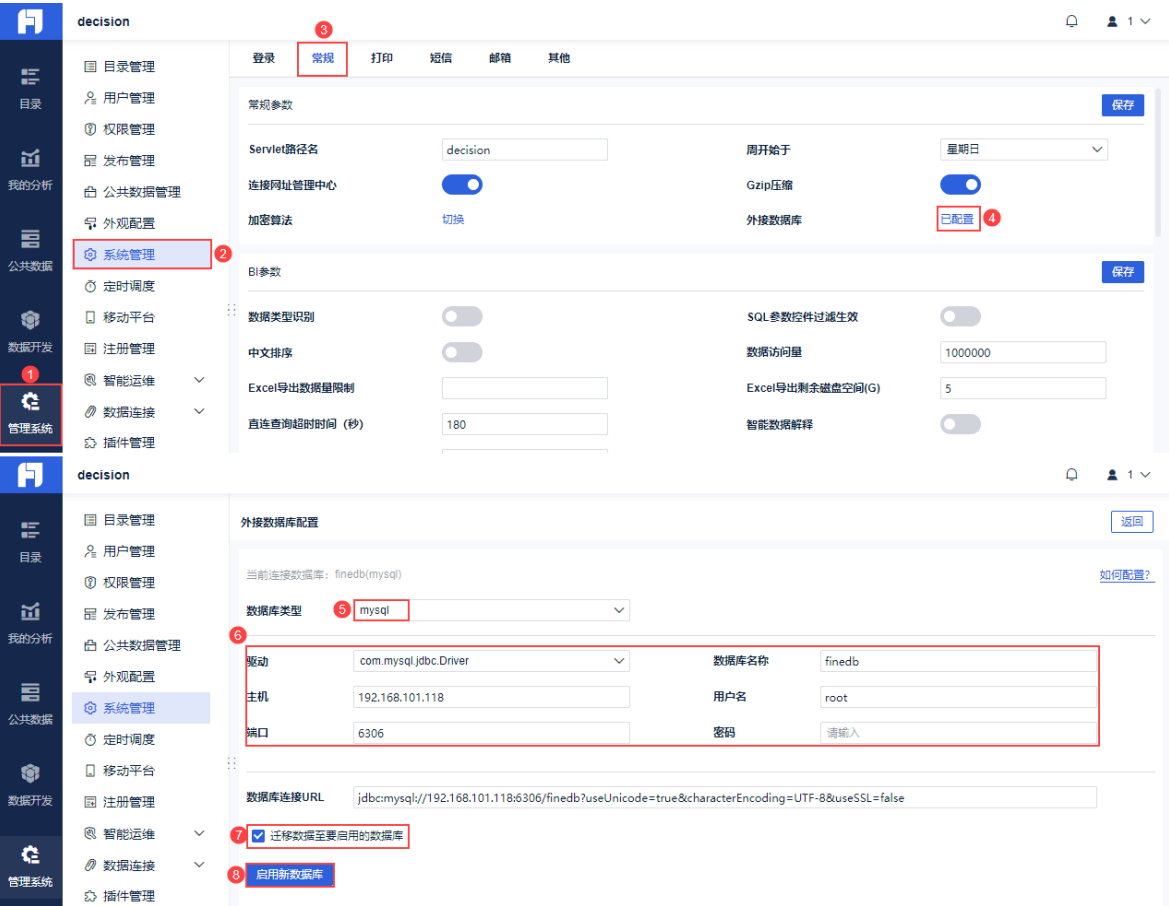 decision
1
3
登录 常规 打印 短信 邮箱 其他
目录
我的分析
公共数据
数据开发
1
管理系统
目录管理
用户管理
权限管理
发布管理
公共数据管理
外观配置
系统管理 2
定时调度
移动平台
注册管理
智能运维
数据连接
插件管理
常规参数 保存
Servlet路径名 decision 周开始于 星期日
连接网址管理中心 Gzip压缩
加密算法 切换 外接数据库 已配置 4
BI参数 保存
数据类型识别 SQL参数控件过滤生效
中文排序 数据访问量 1000000
Excel导出数据量限制 Excel导出剩余磁盘空间(G) 5
直连查询超时时间（秒） 180 智能数据解释
decision
1
目录
我的分析
公共数据
数据开发
管理系统
目录管理
用户管理
权限管理
发布管理
公共数据管理
外观配置
系统管理
定时调度
移动平台
注册管理
智能运维
数据连接
插件管理
外接数据库配置 返回
当前连接数据库：finedb(mysql) 如何配置?
数据库类型 5 mysql
6
驱动 com.mysql.jdbc.Driver 数据库名称 finedb
主机 192.168.101.118 用户名 root
端口 6306 密码 请输入
数据库连接URL jdbc:mysql://192.168.101.118:6306/finedb?useUnicode=true&characterEncoding=UTF-8&useSSL=false
7 迁移数据至要启用的数据库
8 启用新数据库